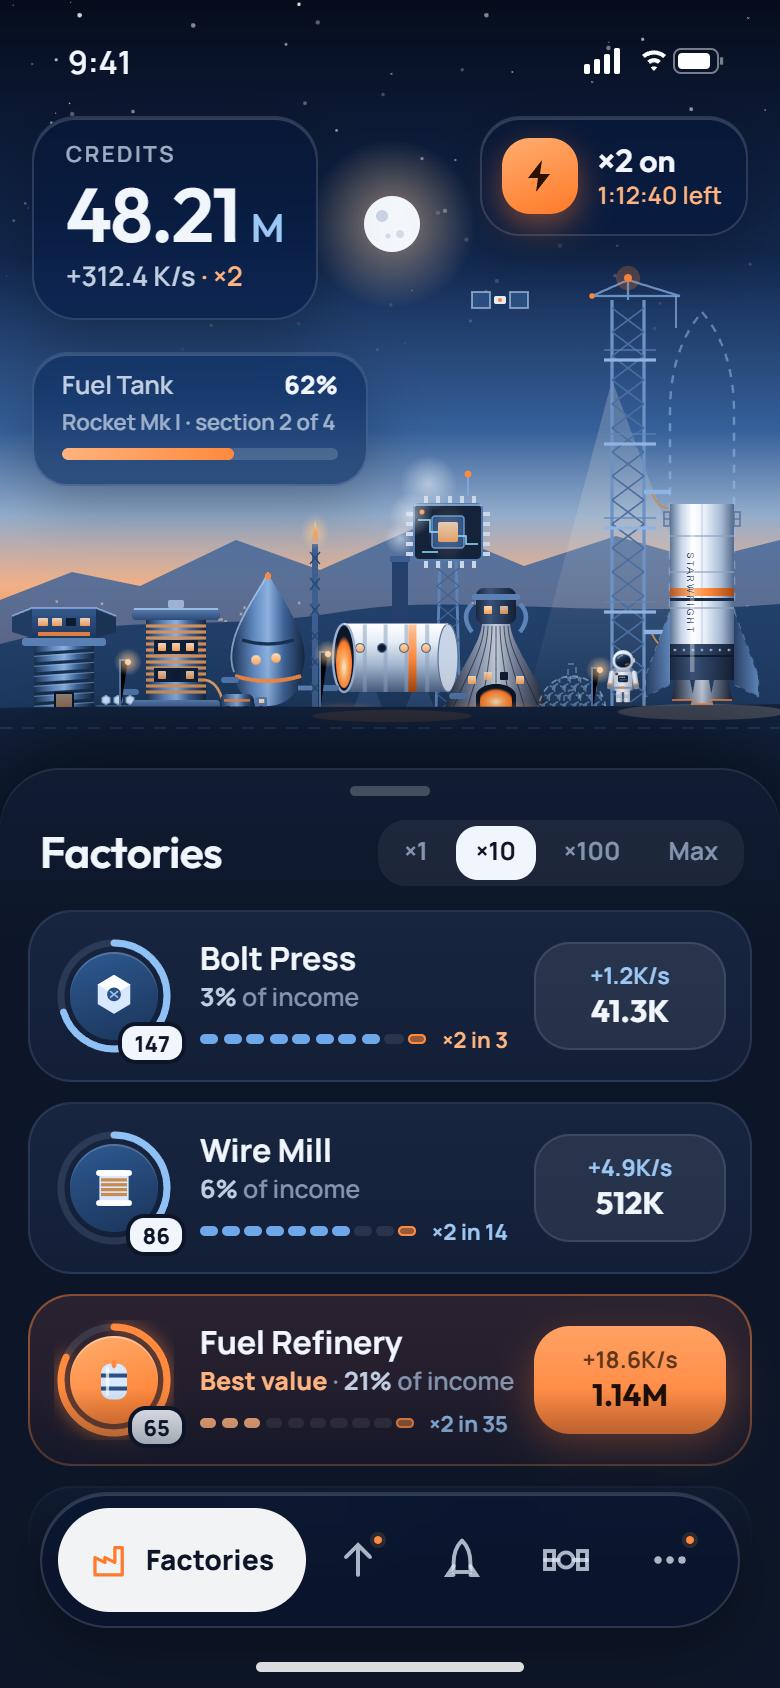 9:41
CREDITS
48.21 M
+312.4 K/s · ×2
×2 on
1:12:40 left
Fuel Tank 62%
Rocket Mk I · section 2 of 4
STARWRIGHT
Factories
×1 ×10 ×100 Max
Bolt Press
3% of income
147
×2 in 3
+1.2K/s
41.3K
Wire Mill
6% of income
86
×2 in 14
+4.9K/s
512K
Fuel Refinery
Best value · 21% of income
65
×2 in 35
+18.6K/s
1.14M
Factories